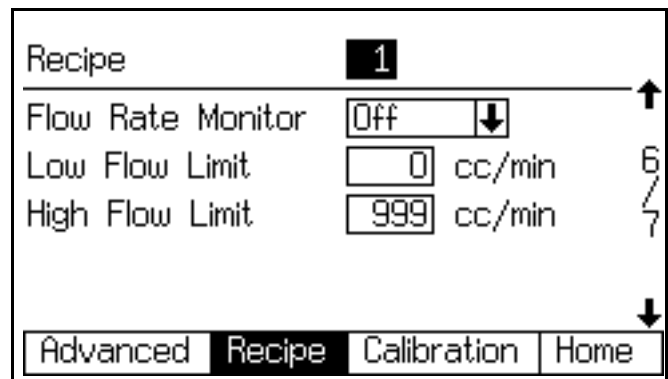 Recipe 1
Flow Rate Monitor Off
Low Flow Limit 0 cc/min
High Flow Limit 999 cc/min
6/7
Advanced Recipe Calibration Home